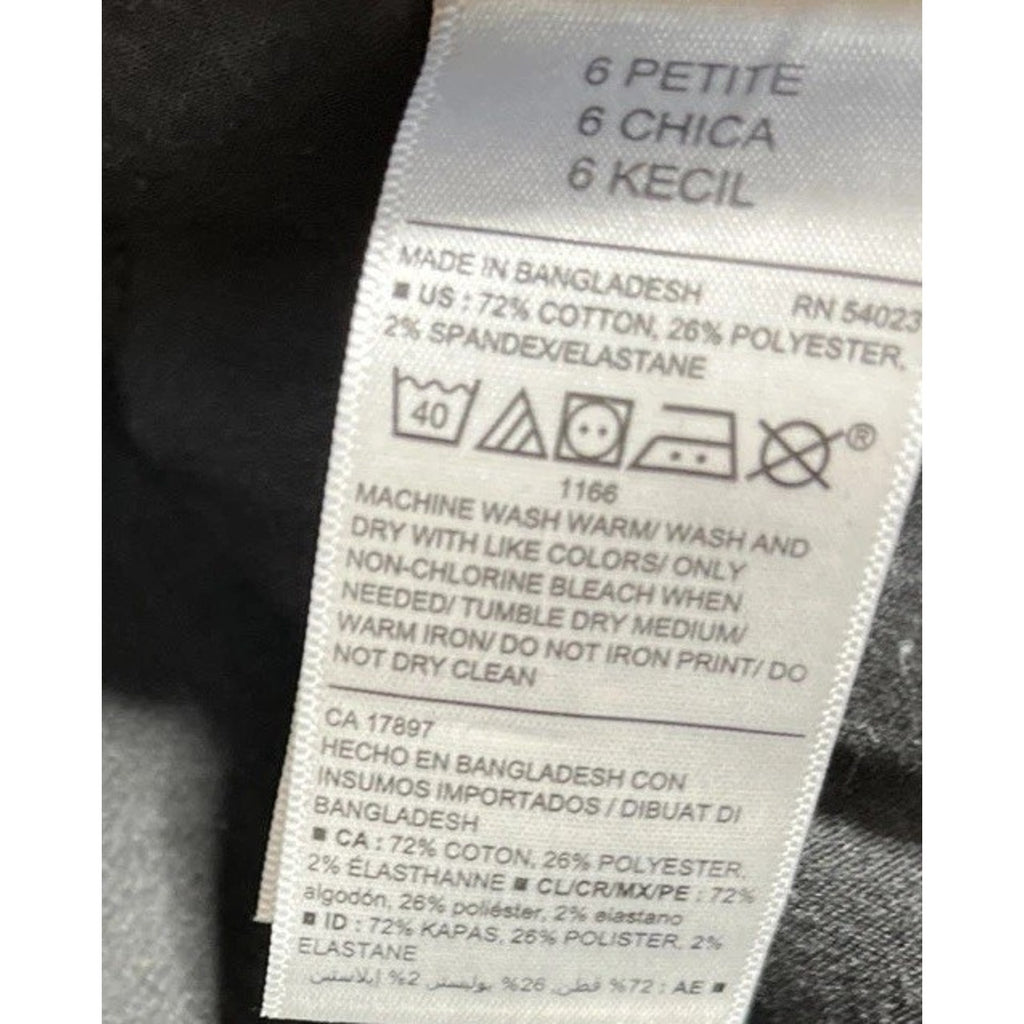 6 PETITE
6 CHICA
6 KECIL
MADE IN BANGLADESH RN 54023
■ US : 72% COTTON, 26% POLYESTER,
2% SPANDEX/ELASTANE
40 ®
1166
MACHINE WASH WARM/ WASH AND
DRY WITH LIKE COLORS/ ONLY
NON-CHLORINE BLEACH WHEN
NEEDED/ TUMBLE DRY MEDIUM/
WARM IRON/ DO NOT IRON PRINT/ DO
NOT DRY CLEAN
CA 17897
HECHO EN BANGLADESH CON
INSUMOS IMPORTADOS / DIBUAT DI
BANGLADESH
■ CA : 72% COTON, 26% POLYESTER,
2% ÉLASTHANNE ■ CL/CR/MX/PE : 72%
algodón, 26% poliéster, 2% elastano
■ ID : 72% KAPAS, 26% POLISTER, 2%
ELASTANE
■ AE : 72% قطن, 26% بوليستر 2% إيلاستين